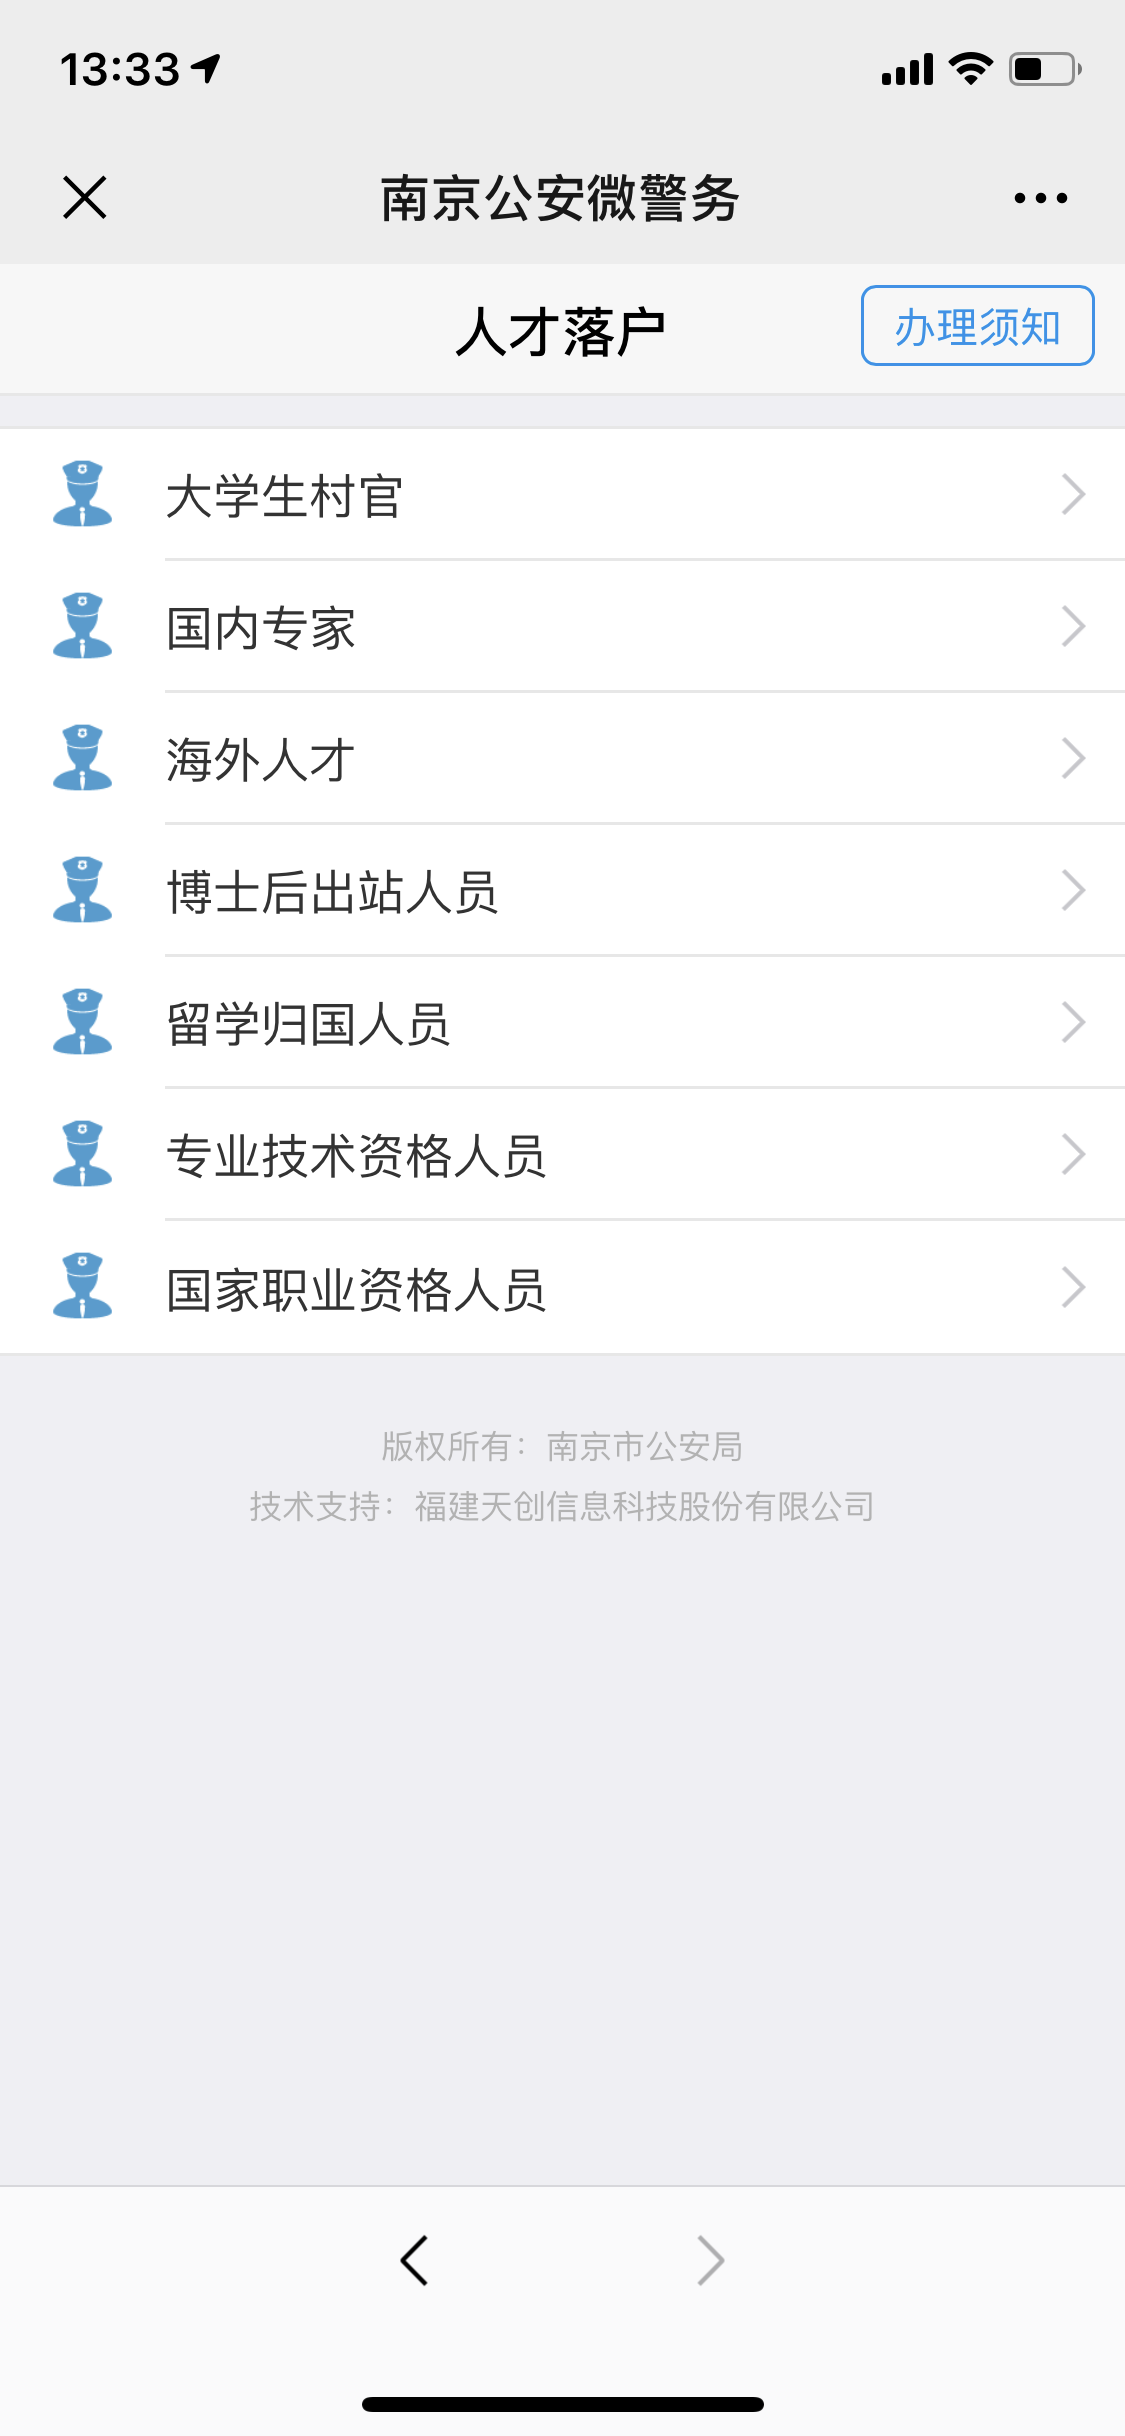 13:33
南京公安微警务
人才落户
办理须知
大学生村官
国内专家
海外人才
博士后出站人员
留学归国人员
专业技术资格人员
国家职业资格人员
版权所有：南京市公安局
技术支持：福建天创信息科技股份有限公司